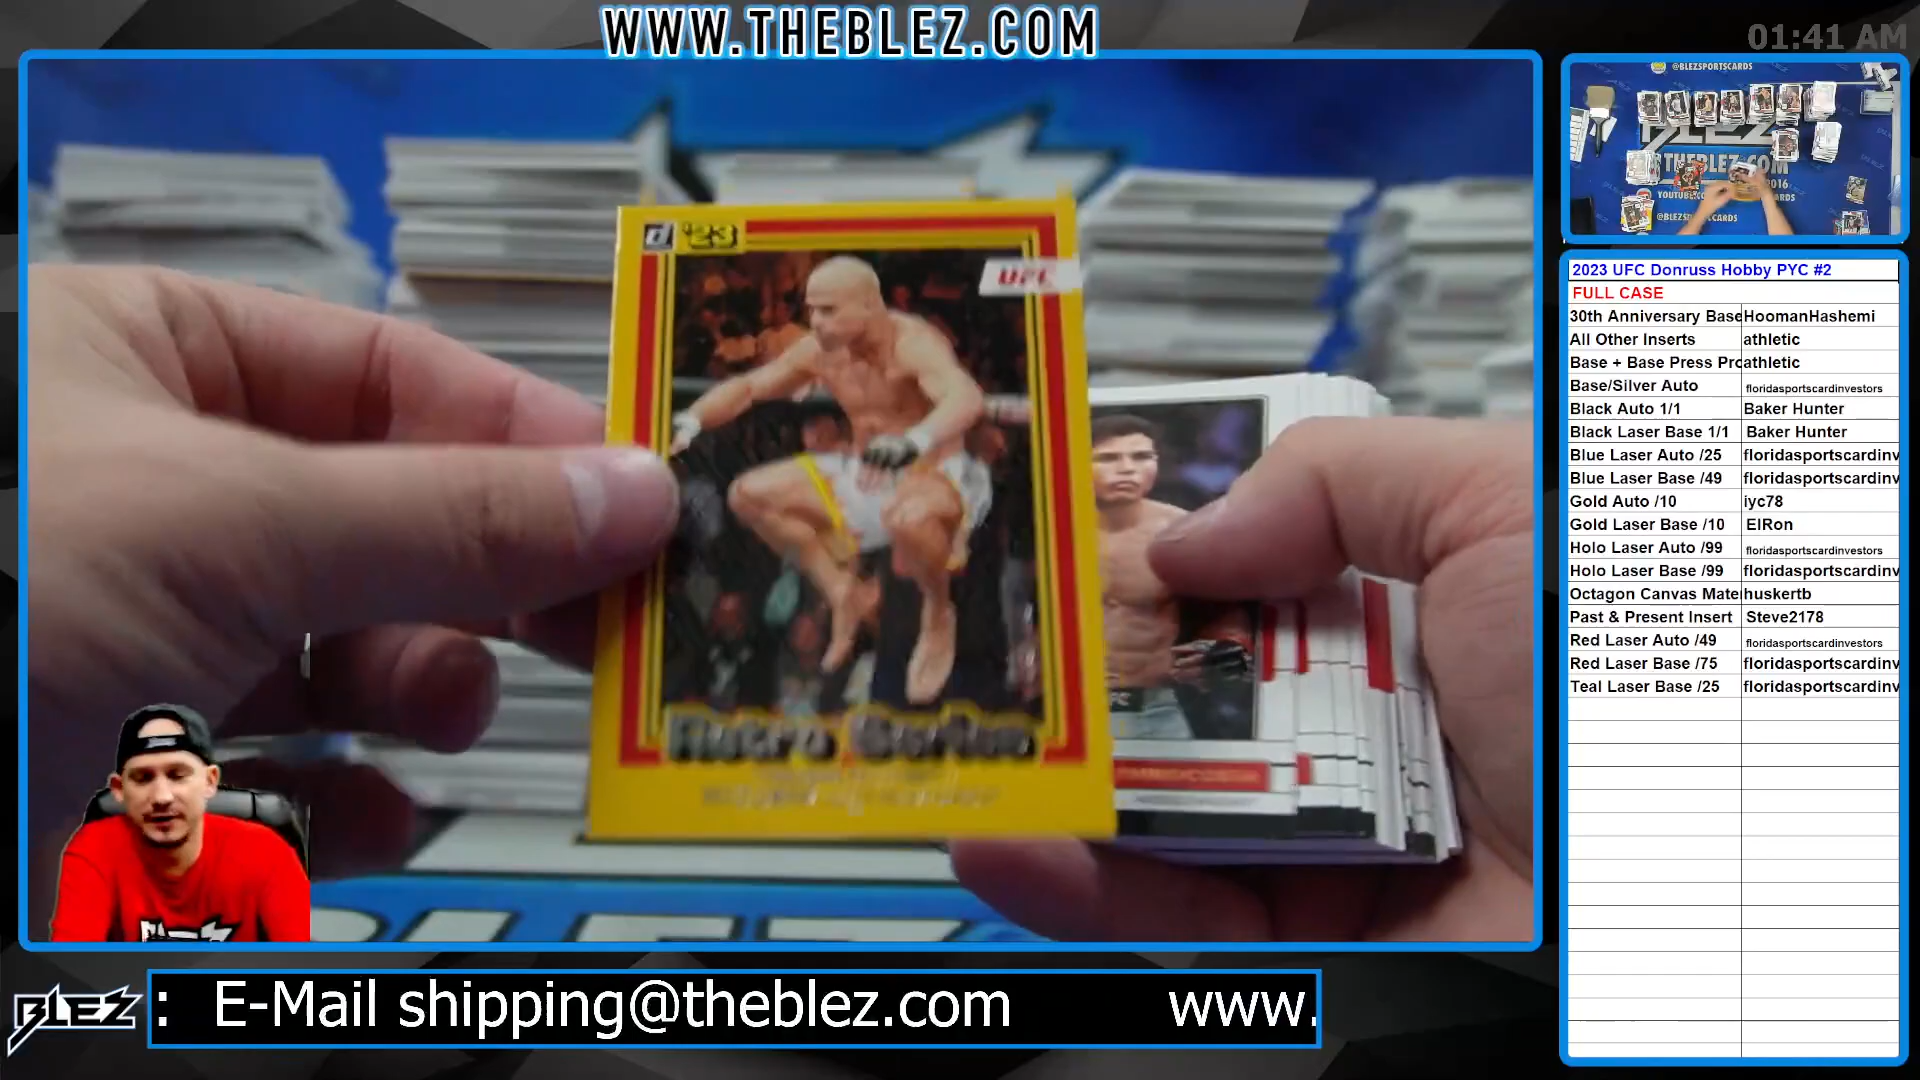 WWW.THEBLEZ.COM
01:41 AM
@BLEZSPORTSCARDS
THEBLEZ.COM
@BLEZSPORTSCARDS
'23
UFC
2023 UFC Donruss Hobby PYC #2
FULL CASE
30th Anniversary Base HoomanHashemi
All Other Inserts athletic
Base + Base Press Pro athletic
Base/Silver Auto floridasportscardinvestors
Black Auto 1/1 Baker Hunter
Black Laser Base 1/1 Baker Hunter
Blue Laser Auto /25 floridasportscardinv
Blue Laser Base /49 floridasportscardinv
Gold Auto /10 iyc78
Gold Laser Base /10 ElRon
Holo Laser Auto /99 floridasportscardinvestors
Holo Laser Base /99 floridasportscardinv
Octagon Canvas Mate huskertb
Past & Present Insert Steve2178
Red Laser Auto /49 floridasportscardinvestors
Red Laser Base /75 floridasportscardinv
Teal Laser Base /25 floridasportscardinv
BLEZ
: E-Mail shipping@theblez.com www.